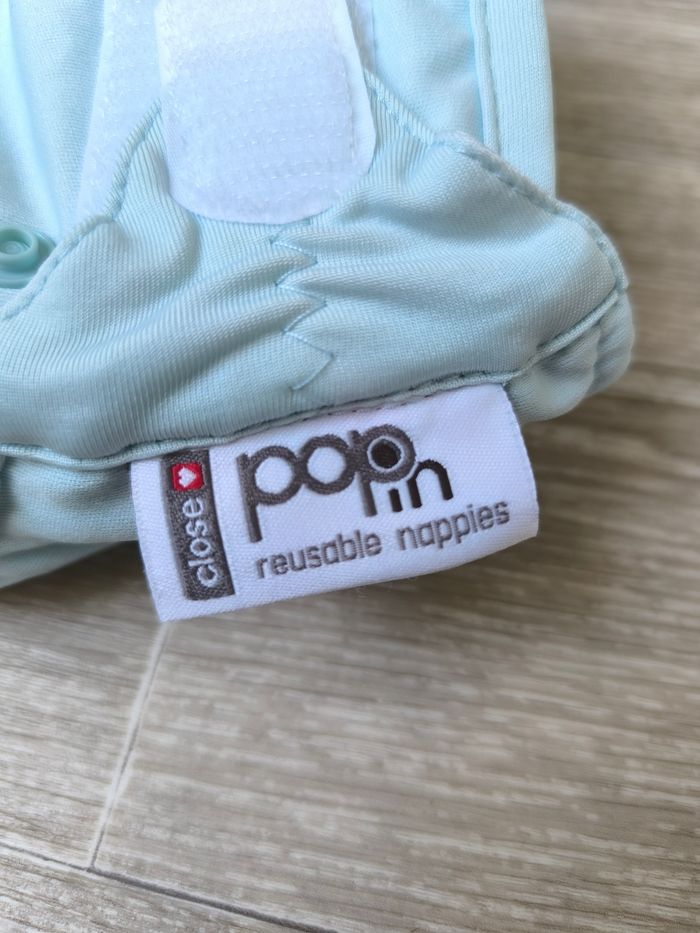 close
pop in
reusable nappies